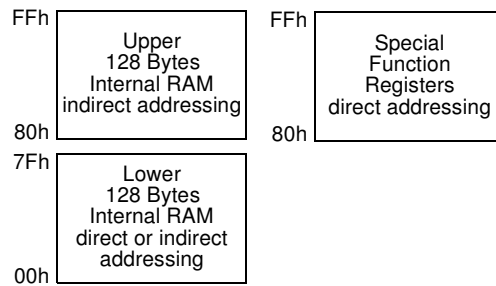 FFh
Upper
128 Bytes
Internal RAM
indirect addressing
80h
FFh
Special
Function
Registers
direct addressing
80h
7Fh
Lower
128 Bytes
Internal RAM
direct or indirect
addressing
00h